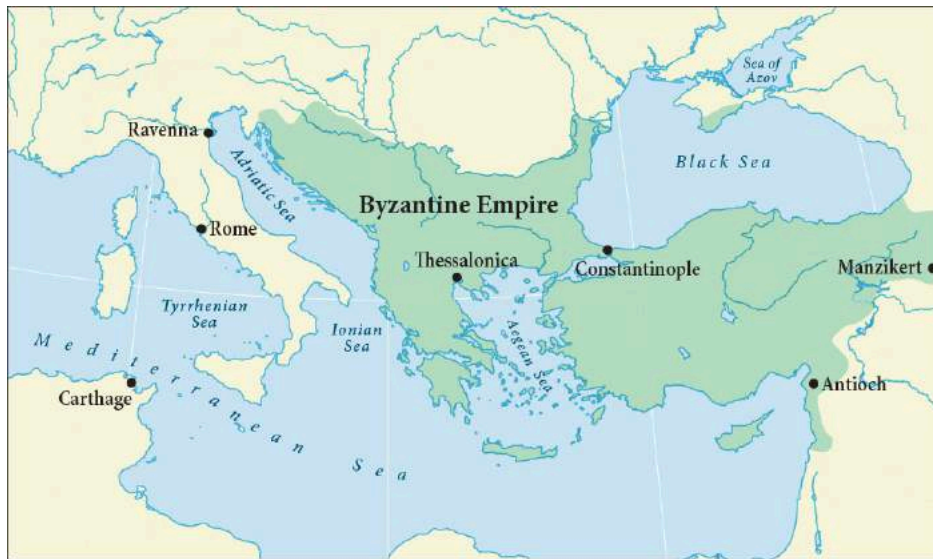 Sea of
Azov
Ravenna
Adriatic Sea
Black Sea
Byzantine Empire
Rome
Thessalonica
Constantinople
Manzikert
Tyrrhenian
Sea
Ionian
Sea
Aegean Sea
Mediterranean Sea
Carthage
Antioch